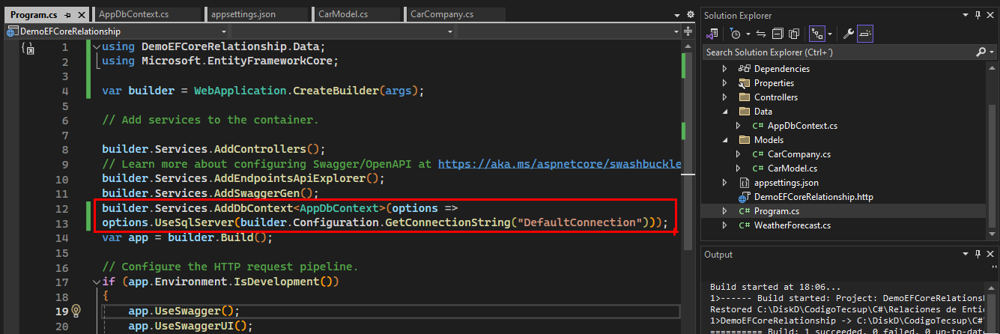 Program.cs
AppDbContext.cs
appsettings.json
CarModel.cs
CarCompany.cs
DemoEFCoreRelationship
1 using DemoEFCoreRelationship.Data;
2 using Microsoft.EntityFrameworkCore;
3
4 var builder = WebApplication.CreateBuilder(args);
5
6 // Add services to the container.
7
8 builder.Services.AddControllers();
9 // Learn more about configuring Swagger/OpenAPI at https://aka.ms/aspnetcore/swashbuckle
10 builder.Services.AddEndpointsApiExplorer();
11 builder.Services.AddSwaggerGen();
12 builder.Services.AddDbContext<AppDbContext>(options =>
13 options.UseSqlServer(builder.Configuration.GetConnectionString("DefaultConnection")));
14 var app = builder.Build();
15
16 // Configure the HTTP request pipeline.
17 if (app.Environment.IsDevelopment())
18 {
19 app.UseSwagger();
20 app.UseSwaggerUI();
Solution Explorer
Search Solution Explorer (Ctrl+´)
Dependencies
Properties
Controllers
Data
C# AppDbContext.cs
Models
C# CarCompany.cs
C# CarModel.cs
appsettings.json
DemoEFCoreRelationship.http
C# Program.cs
C# WeatherForecast.cs
Output
Build started at 18:06...
1>------ Build started: Project: DemoEFCoreRelations
Restored C:\DiskD\CodigoTecsup\C#\Relaciones de Enti
1>DemoEFCoreRelationship -> C:\DiskD\CodigoTecsup\C#\
========== Build: 1 succeeded, 0 failed, 0 up-to-dat